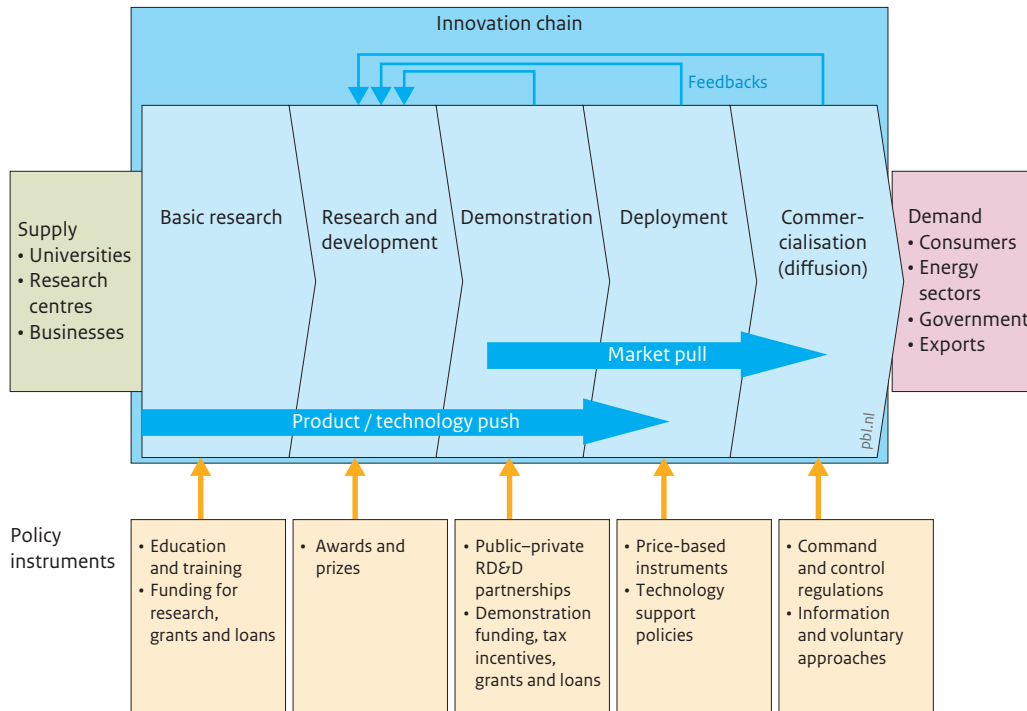 Innovation chain
Feedbacks
Supply
• Universities
• Research
centres
• Businesses
Basic research
Research and
development
Demonstration
Deployment
Commer-
cialisation
(diffusion)
Demand
• Consumers
• Energy
sectors
• Government
• Exports
Market pull
Product / technology push
pbl.nl
Policy
instruments
• Education
and training
• Funding for
research,
grants and loans
• Awards and
prizes
• Public–private
RD&D
partnerships
• Demonstration
funding, tax
incentives,
grants and loans
• Price-based
instruments
• Technology
support
policies
• Command
and control
regulations
• Information
and voluntary
approaches